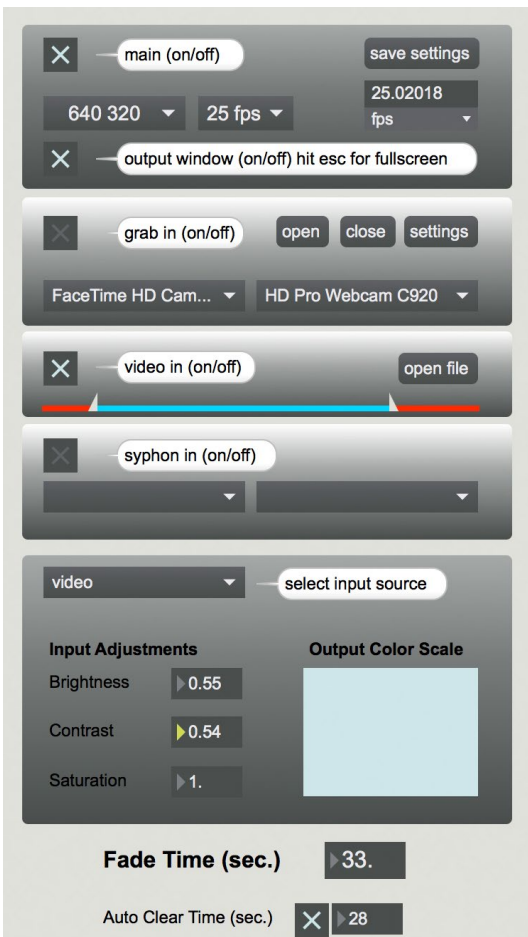 main (on/off)
save settings
640 320
25 fps
25.02018
fps
output window (on/off) hit esc for fullscreen
grab in (on/off)
open
close
settings
FaceTime HD Cam...
HD Pro Webcam C920
video in (on/off)
open file
syphon in (on/off)
video
select input source
Input Adjustments
Output Color Scale
Brightness
0.55
Contrast
0.54
Saturation
1.
Fade Time (sec.)
33.
Auto Clear Time (sec.)
28